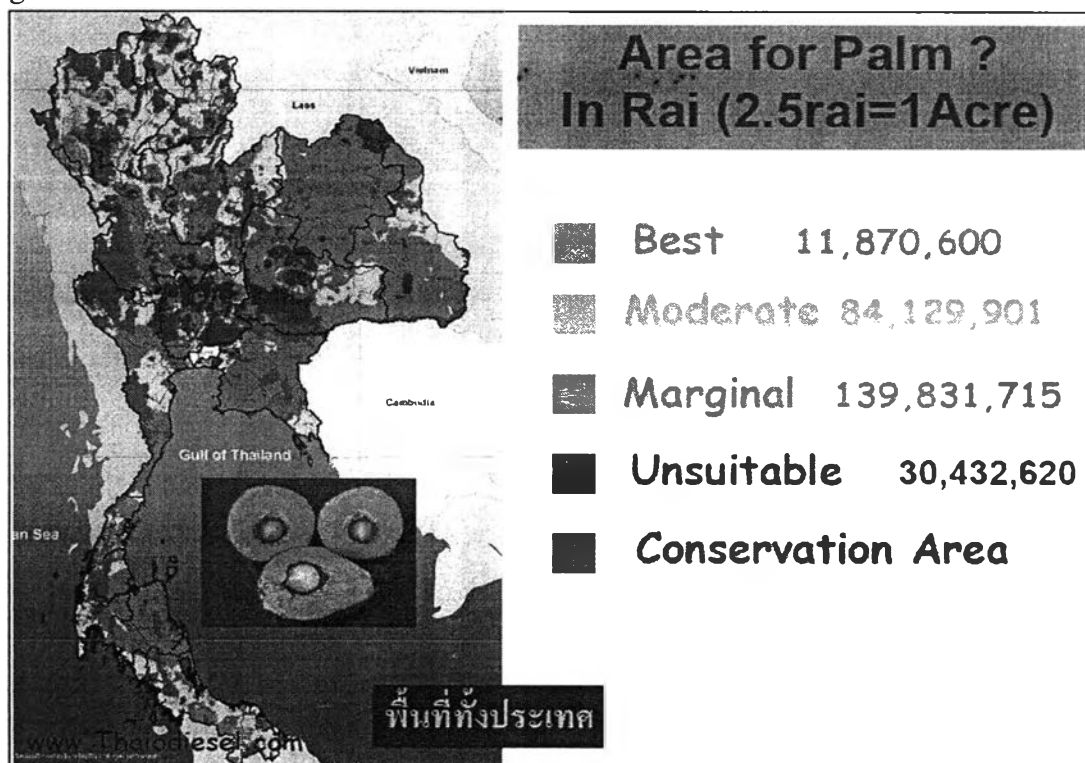 g
Area for Palm ?
In Rai (2.5rai=1Acre)
Vietnam
Laos
Cambodia
Gulf of Thailand
an Sea
Best 11,870,600
Moderate 84,129,901
Marginal 139,831,715
Unsuitable 30,432,620
Conservation Area
พื้นที่ทั้งประเทศ
www.Thaiodiesel.com